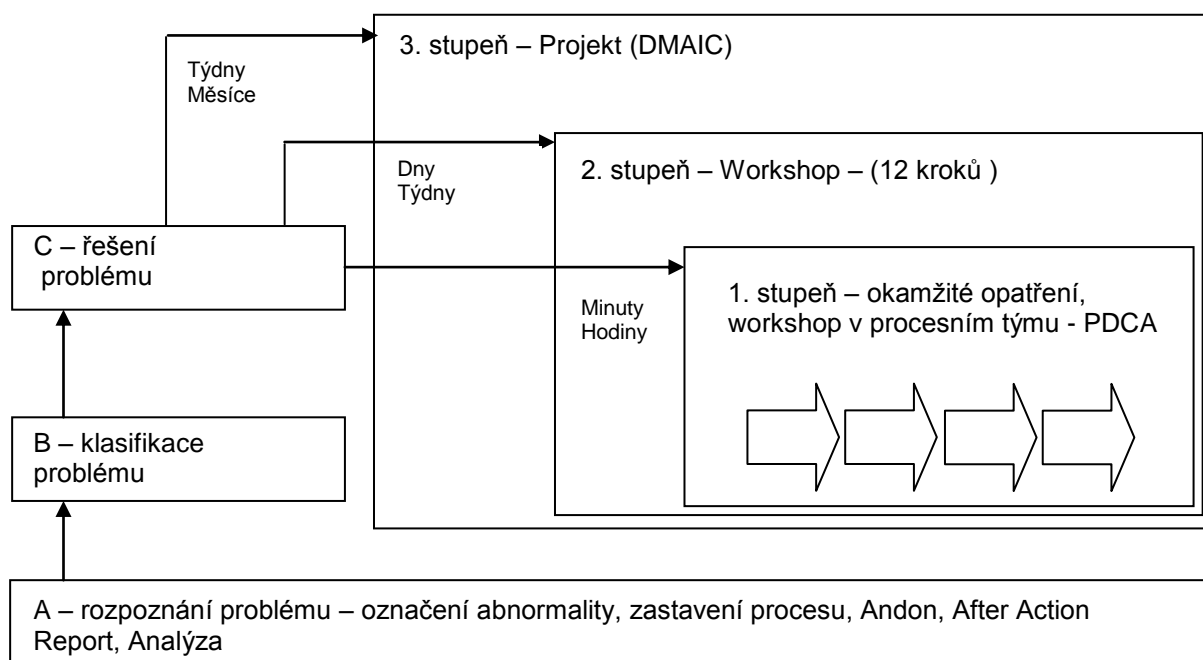 3. stupeň – Projekt (DMAIC)
Týdny
Měsíce
2. stupeň – Workshop – (12 kroků )
Dny
Týdny
C – řešení
problému
1. stupeň – okamžité opatření,
workshop v procesním týmu - PDCA
Minuty
Hodiny
B – klasifikace
problému
A – rozpoznání problému – označení abnormality, zastavení procesu, Andon, After Action
Report, Analýza